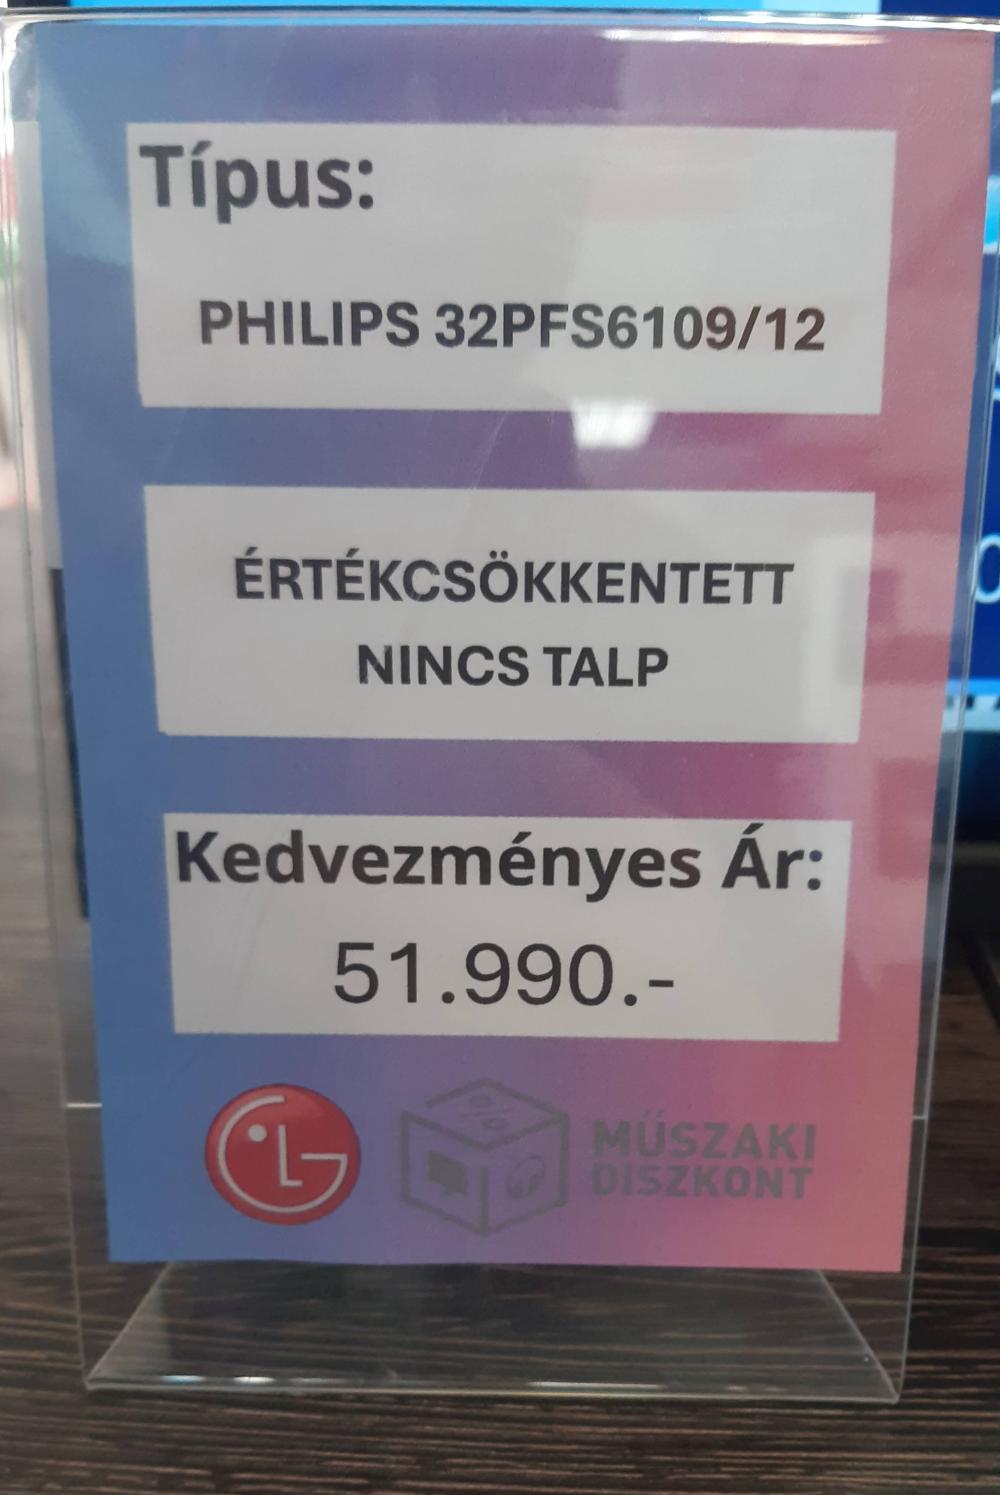 Típus:
PHILIPS 32PFS6109/12
ÉRTÉKCSÖKKENTETT
NINCS TALP
Kedvezményes Ár:
51.990.-
LG
%
MŰSZAKI
DISZKONT